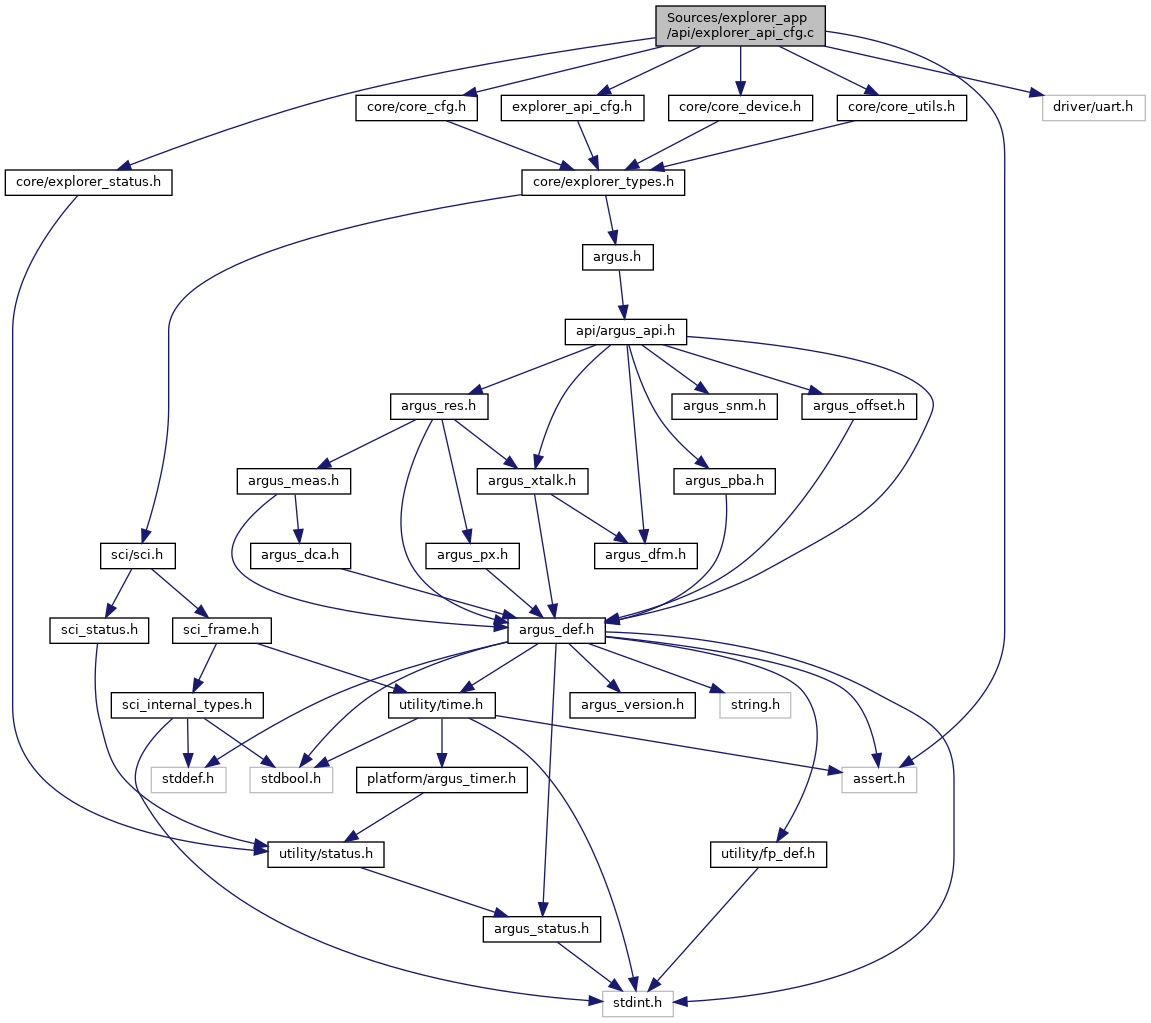 Sources/explorer_app
/api/explorer_api_cfg.c
core/core_cfg.h
explorer_api_cfg.h
core/core_device.h
core/core_utils.h
driver/uart.h
core/explorer_status.h
core/explorer_types.h
argus.h
api/argus_api.h
argus_res.h
argus_snm.h
argus_offset.h
argus_meas.h
argus_xtalk.h
argus_pba.h
sci/sci.h
argus_dca.h
argus_px.h
argus_dfm.h
sci_status.h
sci_frame.h
argus_def.h
sci_internal_types.h
utility/time.h
argus_version.h
string.h
stddef.h
stdbool.h
platform/argus_timer.h
assert.h
utility/status.h
utility/fp_def.h
argus_status.h
stdint.h